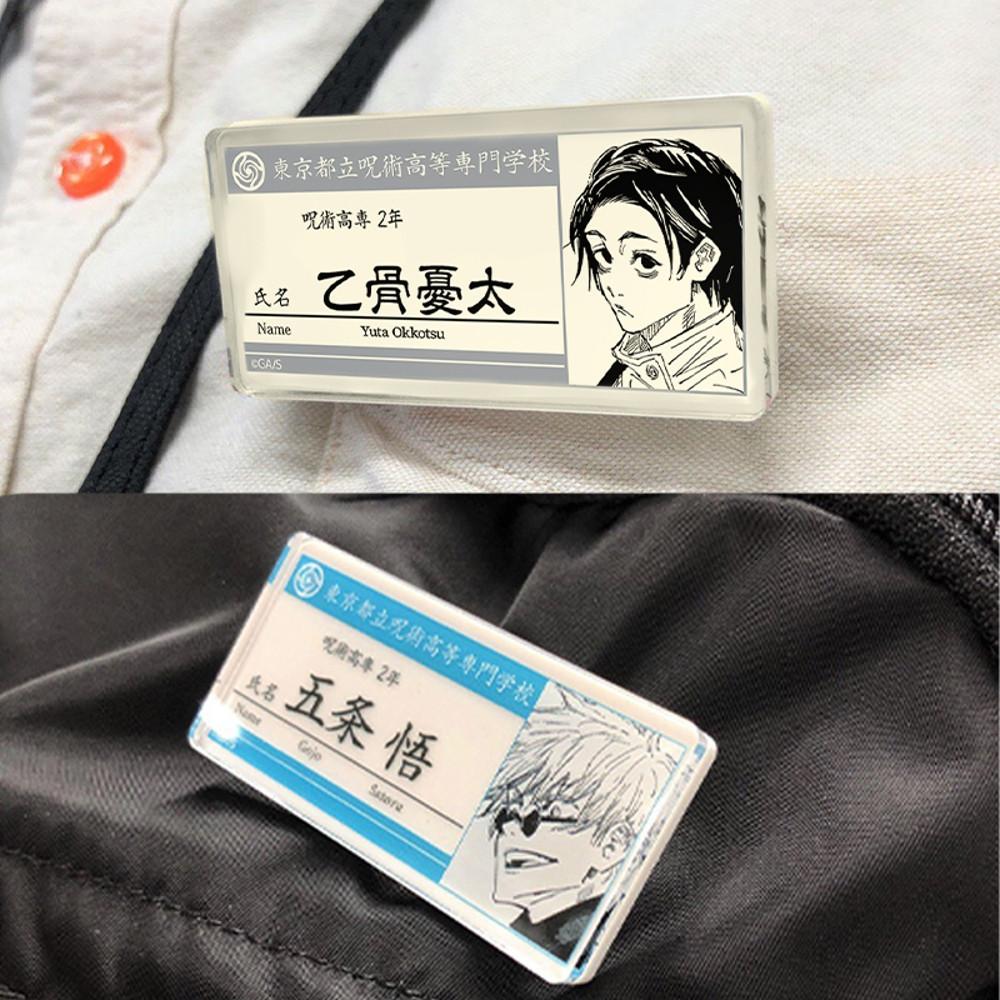 東京都立呪術高等専門学校
呪術高専 2年
氏名 乙骨憂太
Name Yuta Okkotsu
©GA/S
東京都立呪術高等専門学校
呪術高専 2年
氏名 五条 悟
Name Gojo Satoru